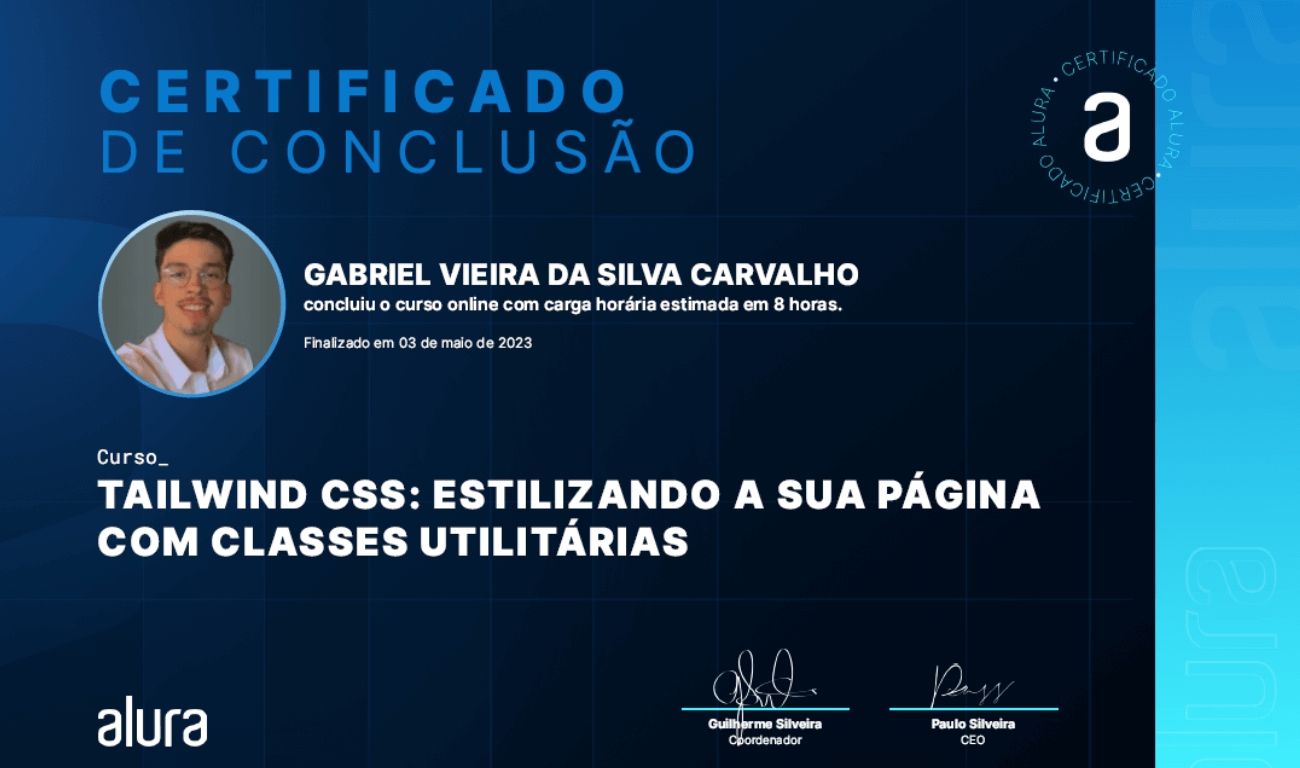 CERTIFICADO
DE CONCLUSÃO
CERTIFICADO ALURA • CERTIFICADO ALURA •
a
GABRIEL VIEIRA DA SILVA CARVALHO
concluiu o curso online com carga horária estimada em 8 horas.
Finalizado em 03 de maio de 2023
Curso_
TAILWIND CSS: ESTILIZANDO A SUA PÁGINA
COM CLASSES UTILITÁRIAS
alura
Guilherme Silveira
Coordenador
Paulo Silveira
CEO
alura
alura